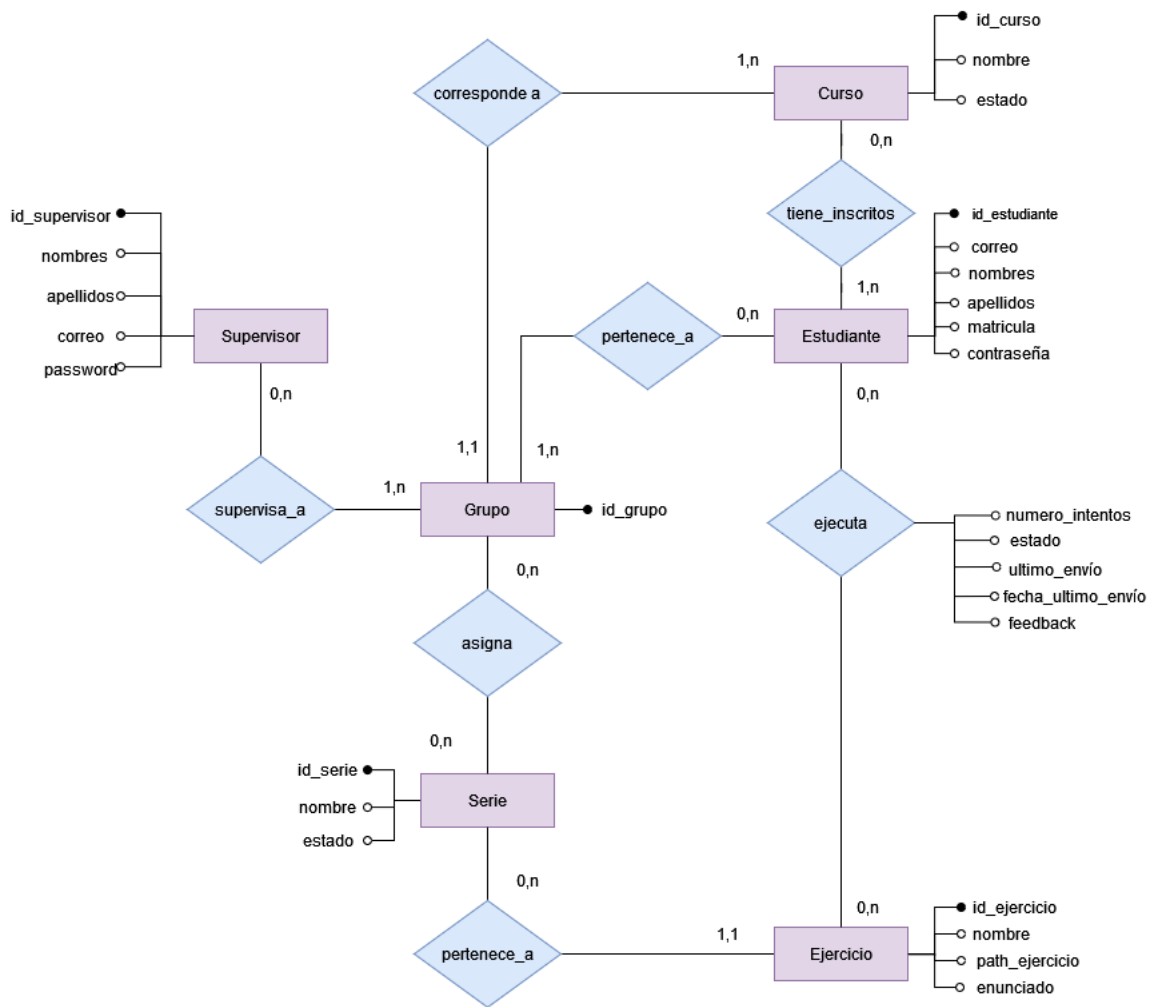 id_curso
nombre
estado
1,n
corresponde a
Curso
0,n
tiene_inscritos
1,n
id_supervisor
nombres
apellidos
correo
password
Supervisor
0,n
id_estudiante
correo
nombres
apellidos
matricula
contraseña
Estudiante
0,n
pertenece_a
0,n
1,1
1,n
1,n
supervisa_a
Grupo
id_grupo
0,n
ejecuta
numero_intentos
estado
ultimo_envío
fecha_ultimo_envío
feedback
asigna
0,n
id_serie
nombre
estado
Serie
0,n
pertenece_a
1,1
0,n
Ejercicio
id_ejercicio
nombre
path_ejercicio
enunciado